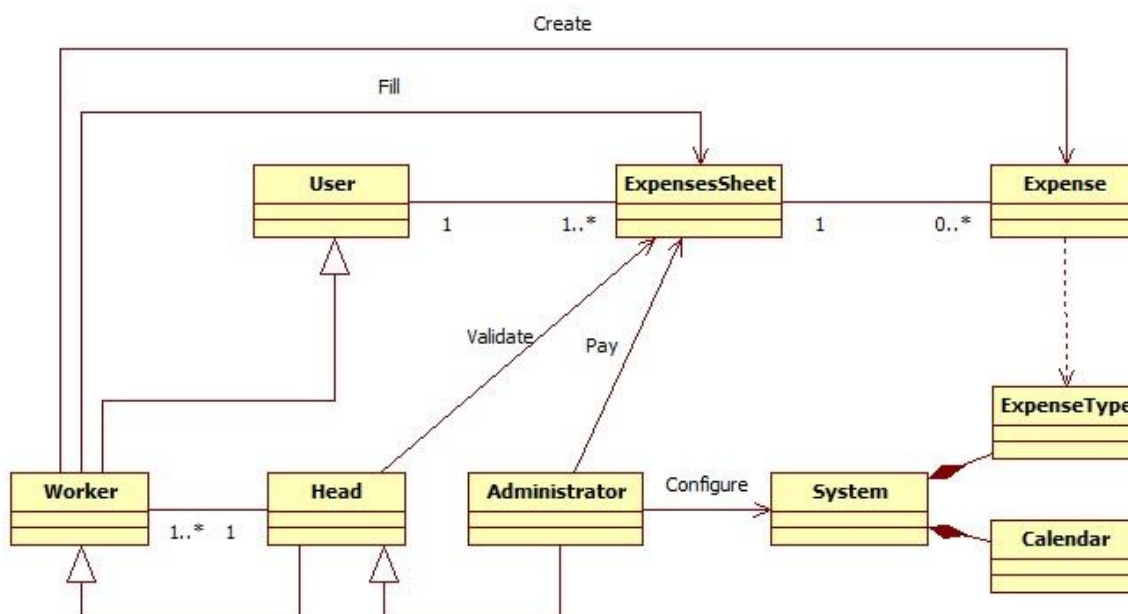 Create
Fill
User
ExpensesSheet
Expense
1
1..*
1
0..*
Validate
Pay
ExpenseType
Worker
Head
Administrator
Configure
System
1..*
1
Calendar